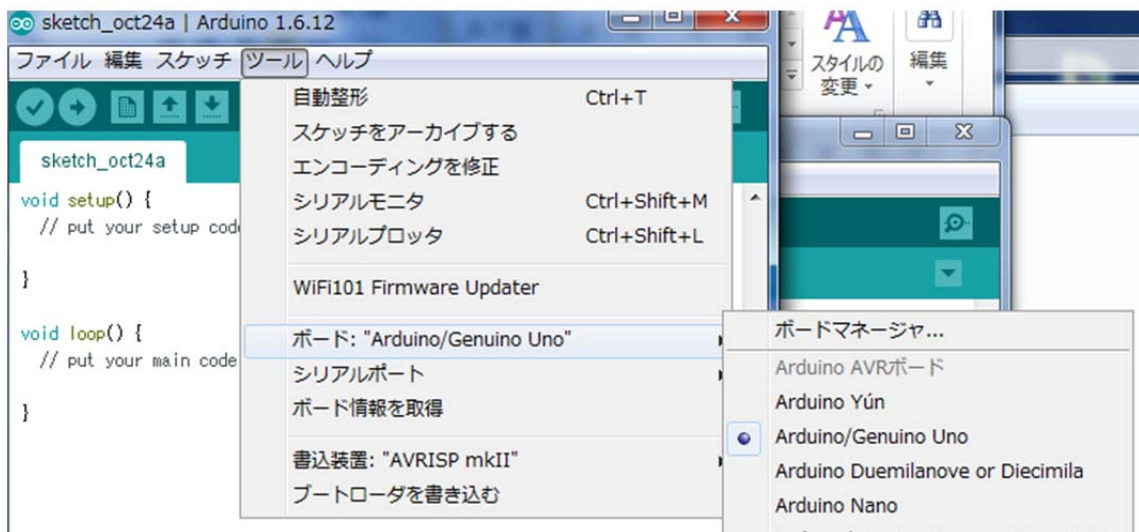 sketch_oct24a | Arduino 1.6.12
ファイル 編集 スケッチ ツール ヘルプ
sketch_oct24a
void setup() {
// put your setup cod
}
void loop() {
// put your main code
}
自動整形 Ctrl+T
スケッチをアーカイブする
エンコーディングを修正
シリアルモニタ Ctrl+Shift+M
シリアルプロッタ Ctrl+Shift+L
WiFi101 Firmware Updater
ボード: "Arduino/Genuino Uno"
シリアルポート
ボード情報を取得
書込装置: "AVRISP mkII"
ブートローダを書き込む
スタイルの
変更
編集
ボードマネージャ...
Arduino AVRボード
Arduino Yún
Arduino/Genuino Uno
Arduino Duemilanove or Diecimila
Arduino Nano